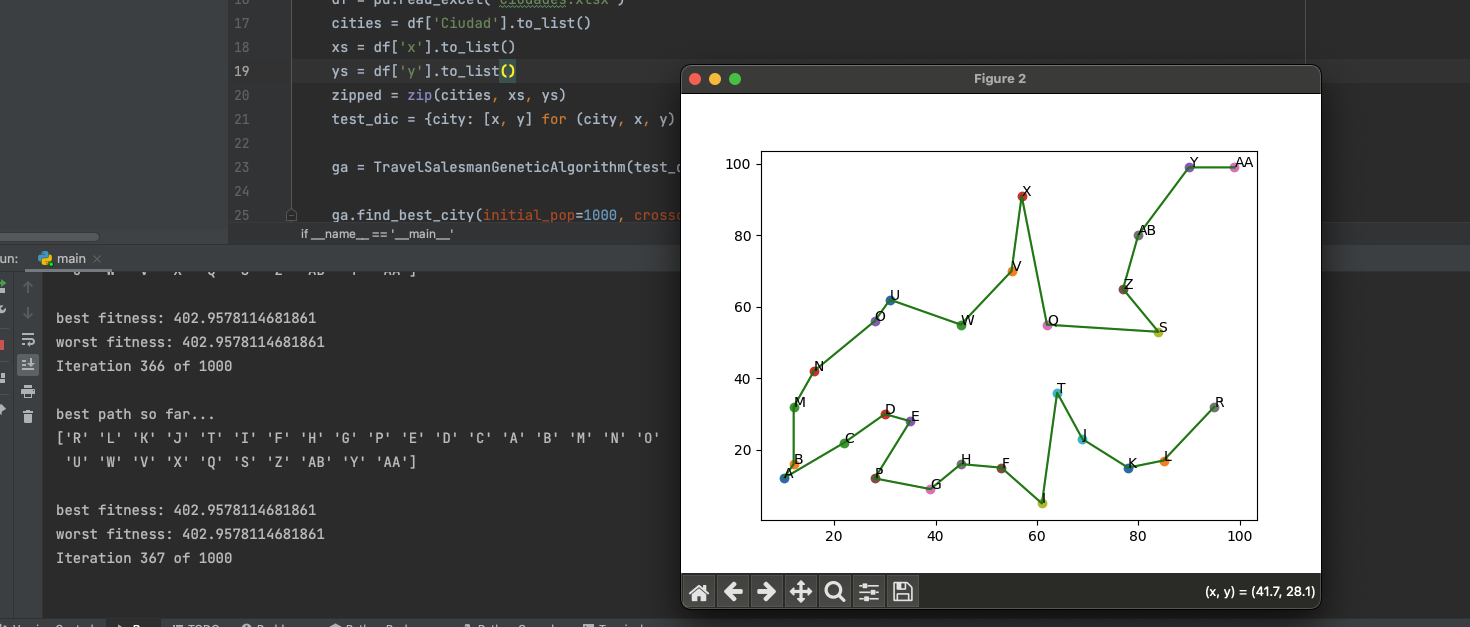 16 df = pd.read_excel("ciudades.xlsx")
17 cities = df['Ciudad'].to_list()
18 xs = df['x'].to_list()
19 ys = df['y'].to_list()
20 zipped = zip(cities, xs, ys)
21 test_dic = {city: [x, y] for (city, x, y)
22
23 ga = TravelSalesmanGeneticAlgorithm(test_d
24
25 ga.find_best_city(initial_pop=1000, cross
if __name__ == '__main__'
un: main
best fitness: 402.9578114681861
worst fitness: 402.9578114681861
Iteration 366 of 1000
best path so far...
['R' 'L' 'K' 'J' 'T' 'I' 'F' 'H' 'G' 'P' 'E' 'D' 'C' 'A' 'B' 'M' 'N' 'O'
'U' 'W' 'V' 'X' 'Q' 'S' 'Z' 'AB' 'Y' 'AA']
best fitness: 402.9578114681861
worst fitness: 402.9578114681861
Iteration 367 of 1000
Figure 2
100
80
60
40
20
20 40 60 80 100
Y AA
X
AB
V
Z
U
O
W
Q
S
N
M
T
R
D
E
C
J
B
H
F
K
L
A
P
G
I
(x, y) = (41.7, 28.1)